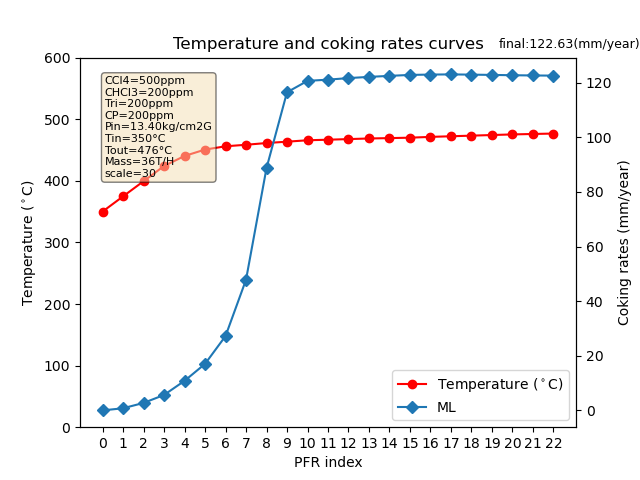 Temperature and coking rates curves
final:122.63(mm/year)
CCl4=500ppm
CHCl3=200ppm
Tri=200ppm
CP=200ppm
Pin=13.40kg/cm2G
Tin=350°C
Tout=476°C
Mass=36T/H
scale=30
Temperature (°C)
600
500
400
300
200
100
0
Coking rates (mm/year)
120
100
80
60
40
20
0
Temperature (°C)
ML
0 1 2 3 4 5 6 7 8 9 10 11 12 13 14 15 16 17 18 19 20 21 22
PFR index